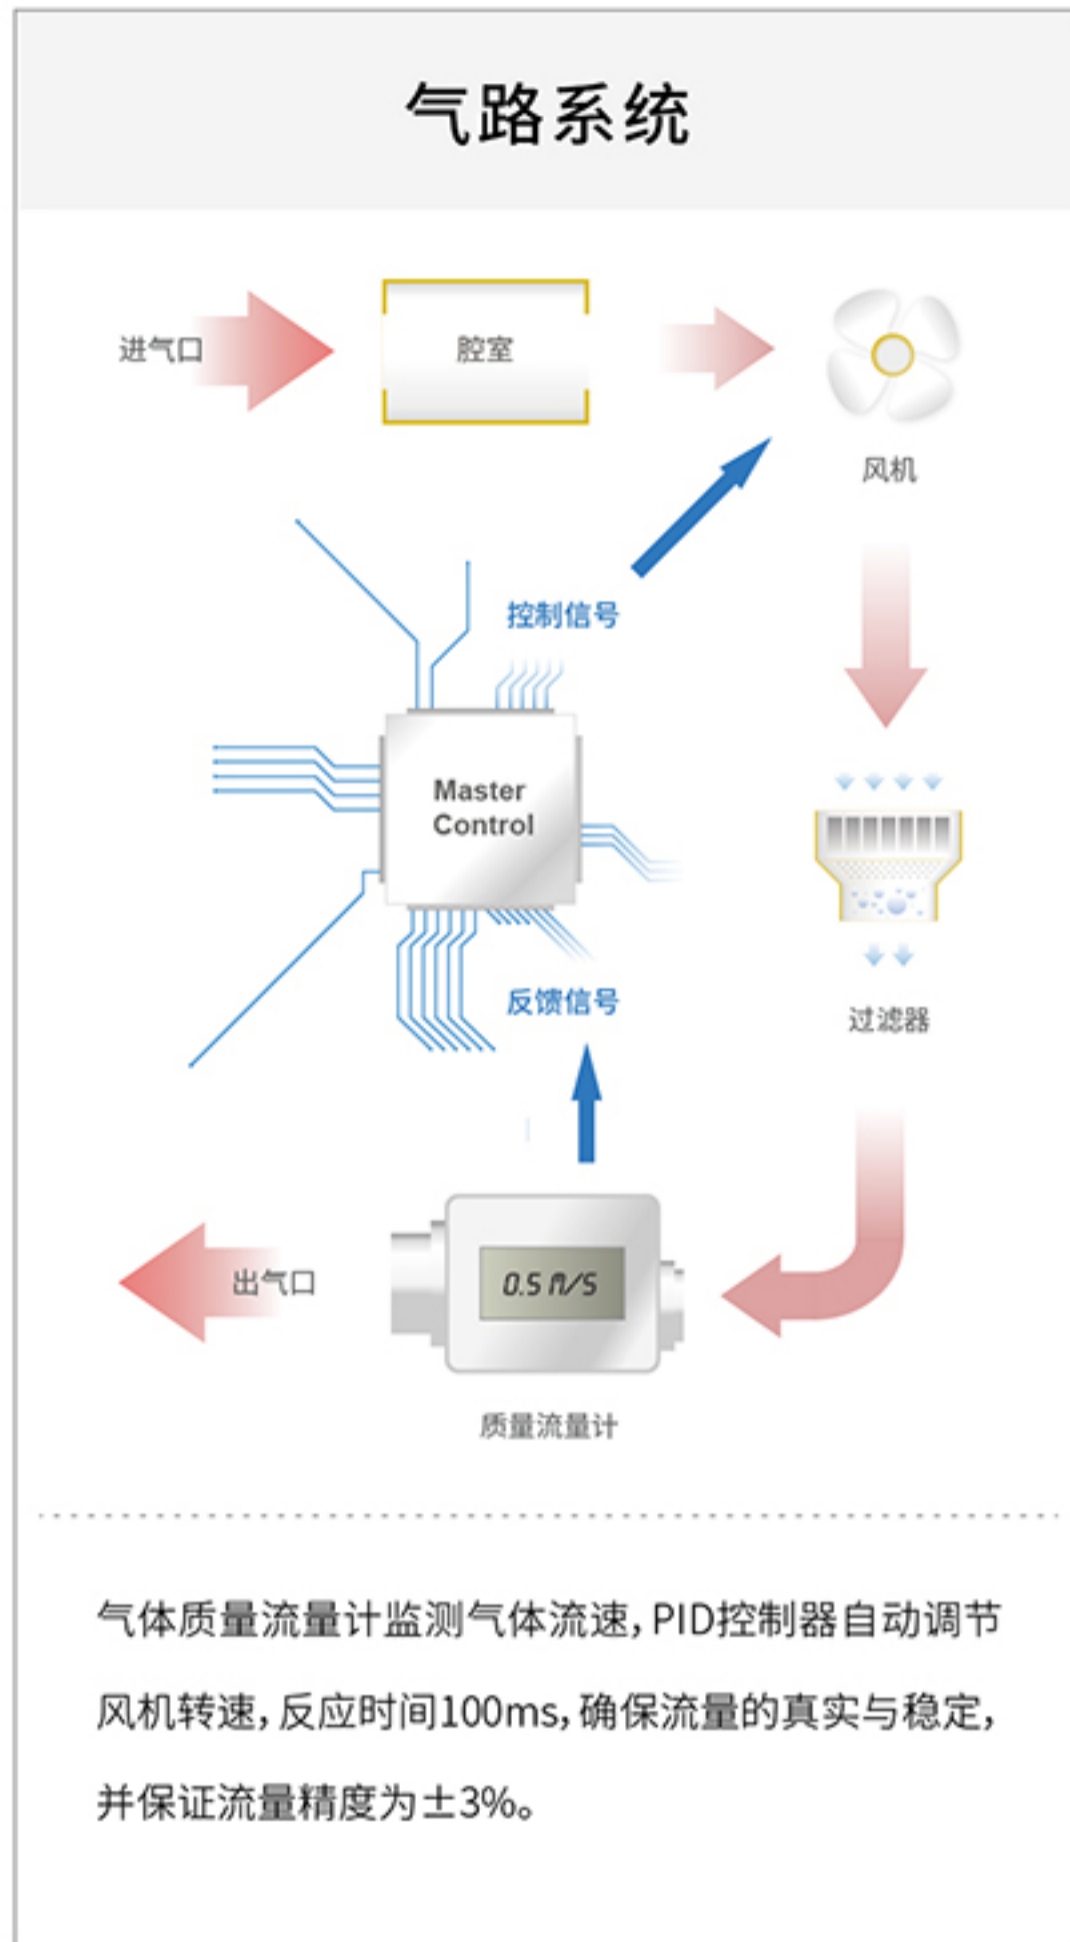 气路系统
进气口
腔室
风机
控制信号
Master
Control
反馈信号
过滤器
出气口
0.5 M/S
质量流量计
气体质量流量计监测气体流速,PID控制器自动调节
风机转速,反应时间100ms,确保流量的真实与稳定,
并保证流量精度为±3%。